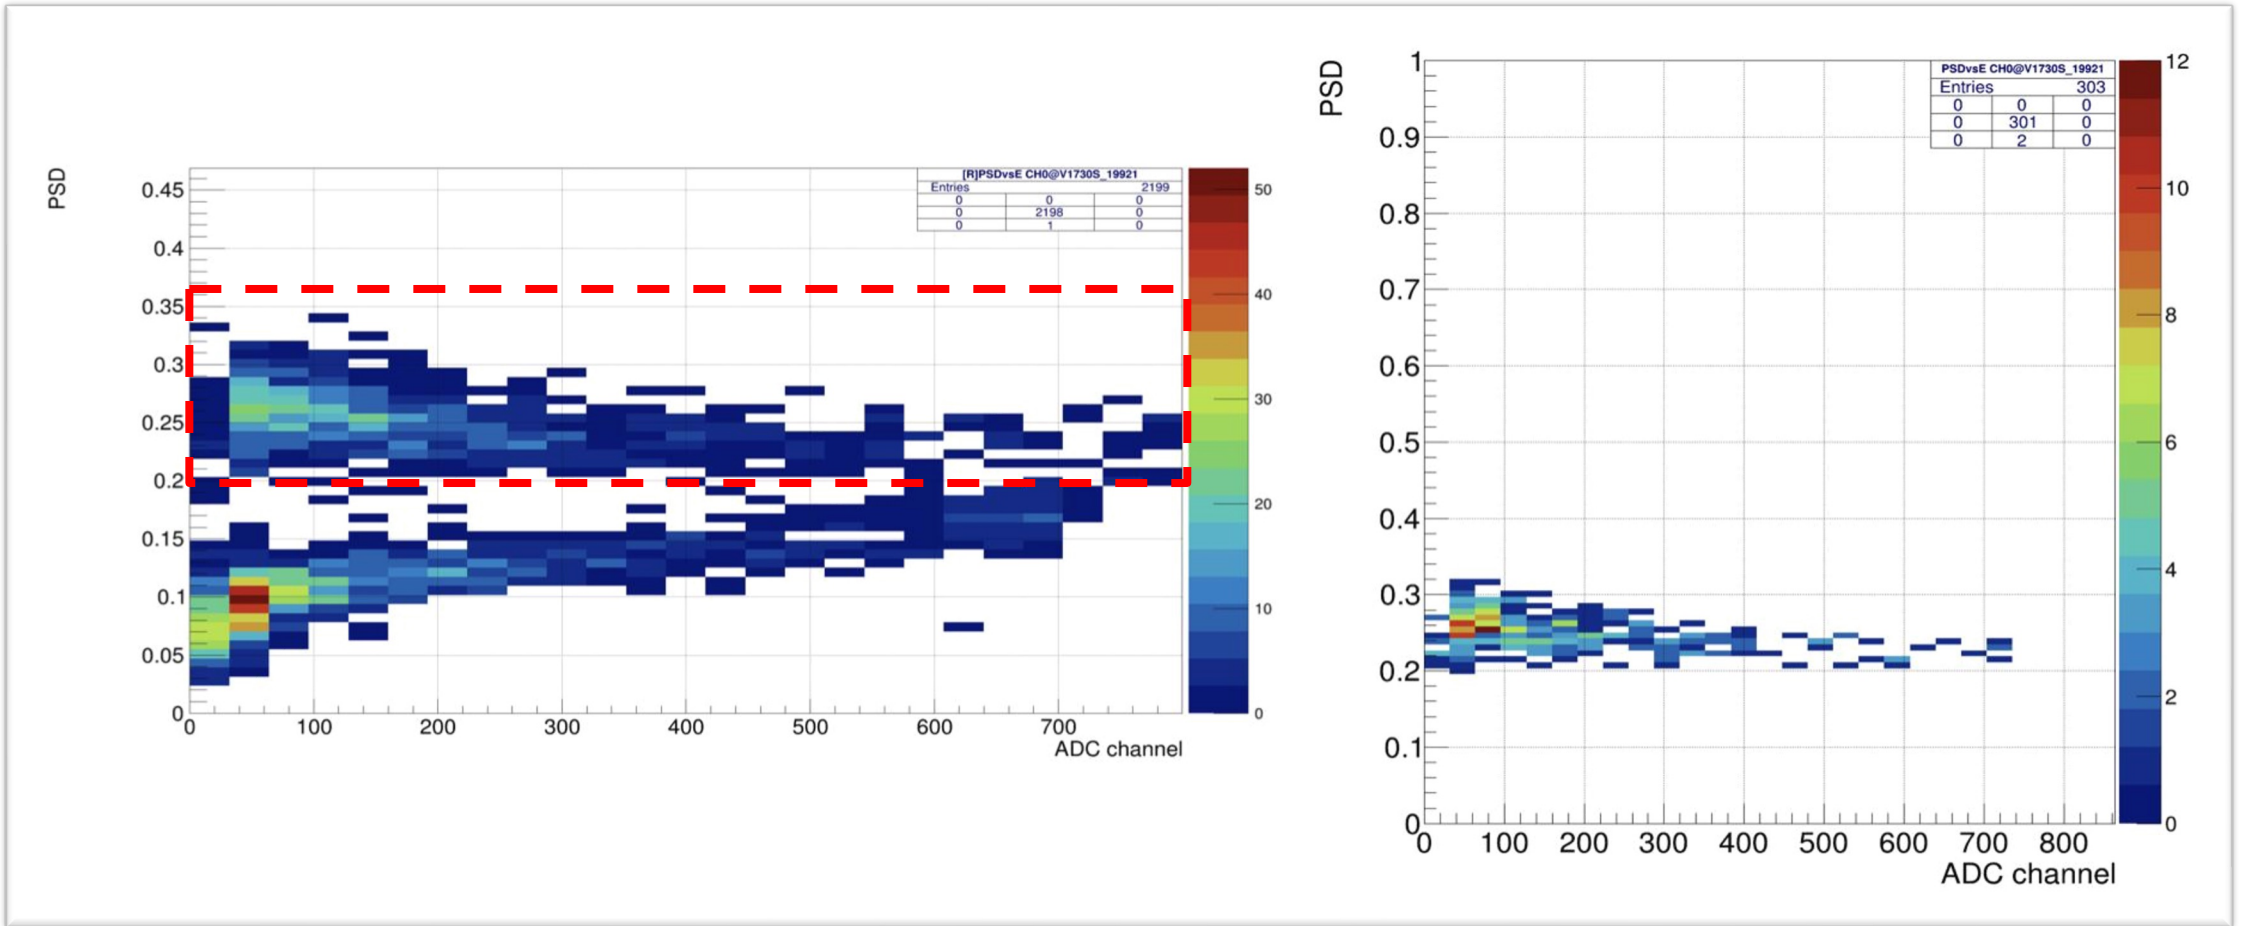 PSD
[R]PSDvsE CH0@V1730S_19921
Entries 2199
0 0 0
0 2198 0
0 1 0
0.45
0.4
0.35
0.3
0.25
0.2
0.15
0.1
0.05
0
0 100 200 300 400 500 600 700
ADC channel
50
40
30
20
10
0
PSD
PSDvsE CH0@V1730S_19921
Entries 303
0 0 0
0 301 0
0 2 0
1
0.9
0.8
0.7
0.6
0.5
0.4
0.3
0.2
0.1
0
0 100 200 300 400 500 600 700 800
ADC channel
12
10
8
6
4
2
0